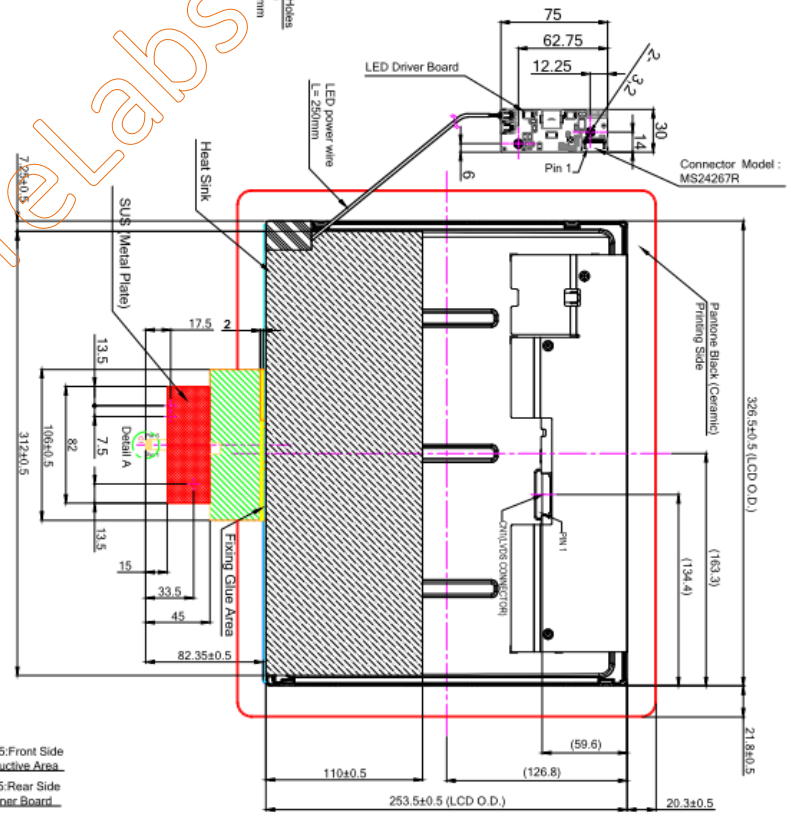 Holes
mm
eLabs
75
62.75
12.25
2-
3.2
LED Driver Board
30
14
6
Pin 1
Connector Model :
MS24267R
LED power wire
L= 250mm
Heat Sink
SUS (Metal Plate)
7.25±0.5
Pantone Black (Ceramic)
Printing Side
326.5±0.5 (LCD O.D.)
17.5
2
13.5
312±0.5
106±0.5
82
7.5
Detail A
13.5
15
33.5
45
82.35±0.5
Fixing Glue Area
PIN 1
CN1(LVDS CONNECTOR)
(134.4)
(163.3)
21.8±0.5
(59.6)
110±0.5
(126.8)
253.5±0.5 (LCD O.D.)
20.3±0.5
5:Front Side
uctive Area
5:Rear Side
ner Board